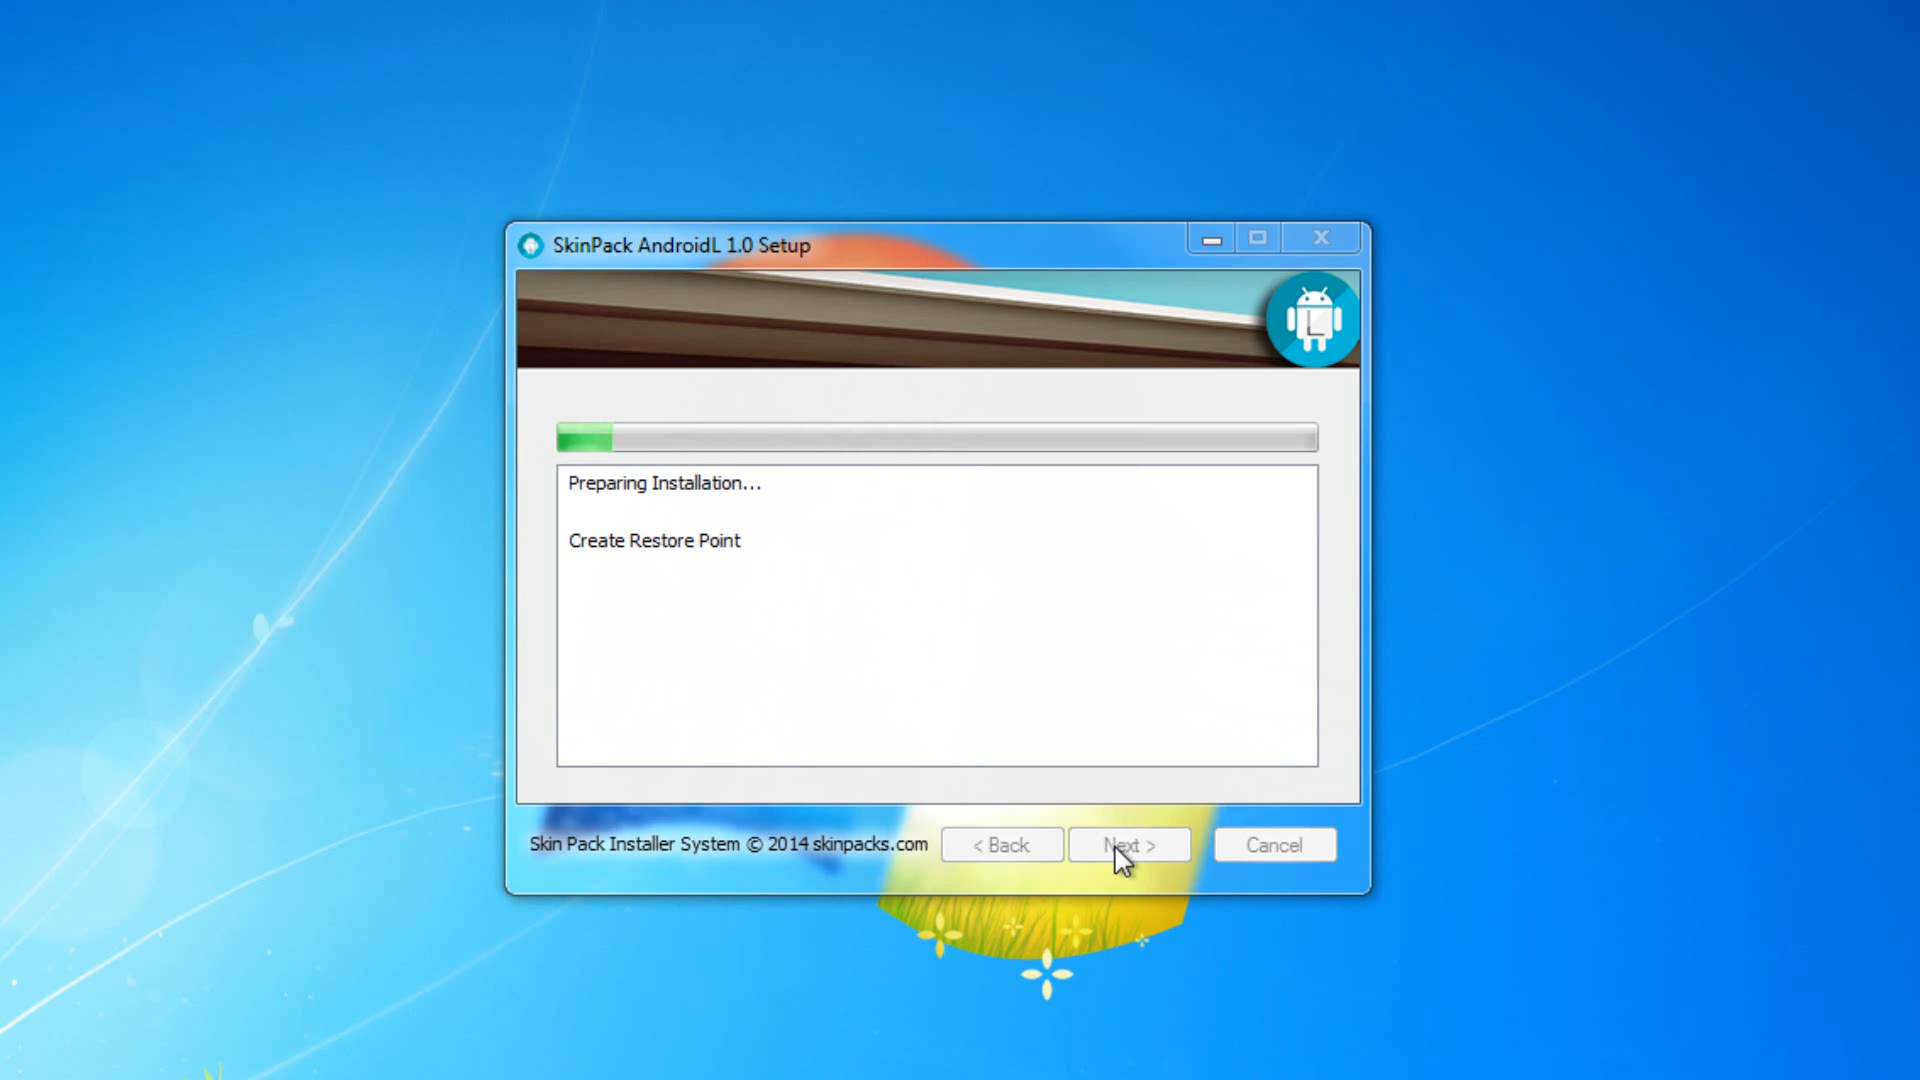 SkinPack AndroidL 1.0 Setup
L
Preparing Installation...
Create Restore Point
Skin Pack Installer System © 2014 skinpacks.com
< Back
Next >
Cancel